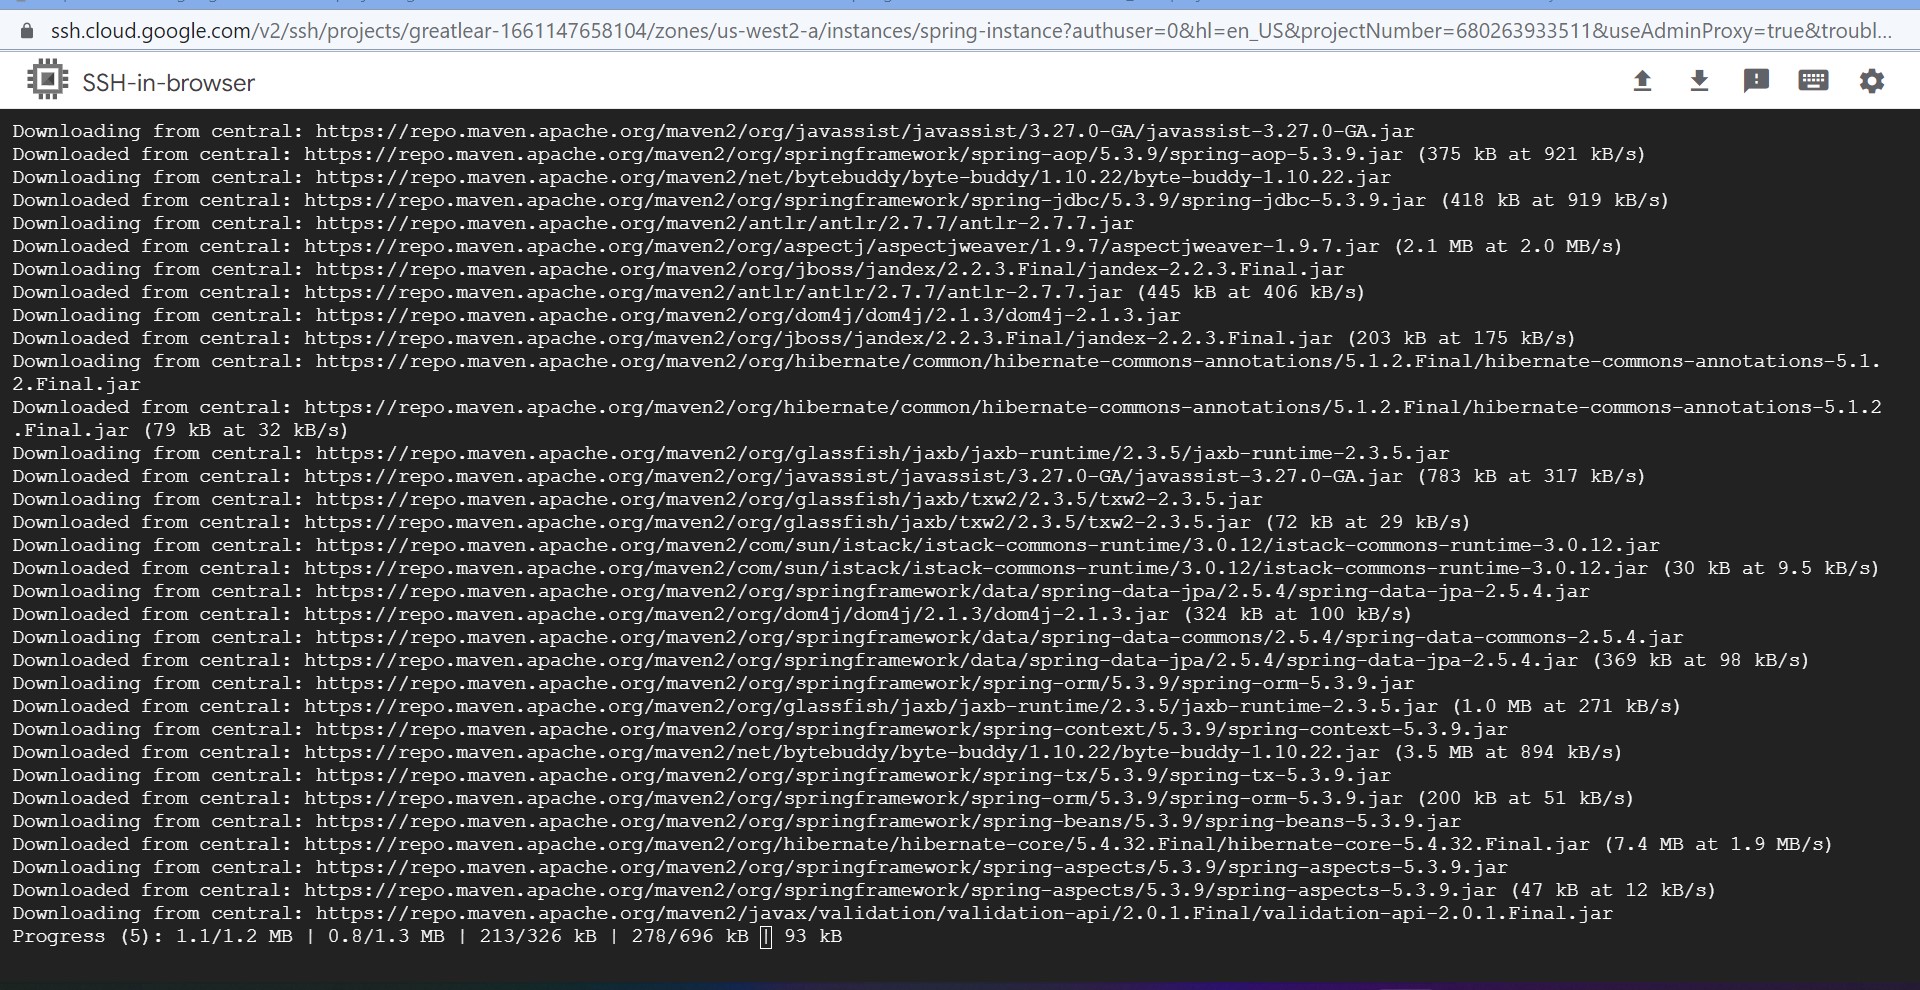 ssh.cloud.google.com/v2/ssh/projects/greatlear-1661147658104/zones/us-west2-a/instances/spring-instance?authuser=0&hl=en_US&projectNumber=680263933511&useAdminProxy=true&troubl...
SSH-in-browser
Downloading from central: https://repo.maven.apache.org/maven2/org/javassist/javassist/3.27.0-GA/javassist-3.27.0-GA.jar
Downloaded from central: https://repo.maven.apache.org/maven2/org/springframework/spring-aop/5.3.9/spring-aop-5.3.9.jar (375 kB at 921 kB/s)
Downloading from central: https://repo.maven.apache.org/maven2/net/bytebuddy/byte-buddy/1.10.22/byte-buddy-1.10.22.jar
Downloaded from central: https://repo.maven.apache.org/maven2/org/springframework/spring-jdbc/5.3.9/spring-jdbc-5.3.9.jar (418 kB at 919 kB/s)
Downloading from central: https://repo.maven.apache.org/maven2/antlr/antlr/2.7.7/antlr-2.7.7.jar
Downloaded from central: https://repo.maven.apache.org/maven2/org/aspectj/aspectjweaver/1.9.7/aspectjweaver-1.9.7.jar (2.1 MB at 2.0 MB/s)
Downloading from central: https://repo.maven.apache.org/maven2/org/jboss/jandex/2.2.3.Final/jandex-2.2.3.Final.jar
Downloaded from central: https://repo.maven.apache.org/maven2/antlr/antlr/2.7.7/antlr-2.7.7.jar (445 kB at 406 kB/s)
Downloading from central: https://repo.maven.apache.org/maven2/org/dom4j/dom4j/2.1.3/dom4j-2.1.3.jar
Downloaded from central: https://repo.maven.apache.org/maven2/org/jboss/jandex/2.2.3.Final/jandex-2.2.3.Final.jar (203 kB at 175 kB/s)
Downloading from central: https://repo.maven.apache.org/maven2/org/hibernate/common/hibernate-commons-annotations/5.1.2.Final/hibernate-commons-annotations-5.1.
2.Final.jar
Downloaded from central: https://repo.maven.apache.org/maven2/org/hibernate/common/hibernate-commons-annotations/5.1.2.Final/hibernate-commons-annotations-5.1.2
.Final.jar (79 kB at 32 kB/s)
Downloading from central: https://repo.maven.apache.org/maven2/org/glassfish/jaxb/jaxb-runtime/2.3.5/jaxb-runtime-2.3.5.jar
Downloaded from central: https://repo.maven.apache.org/maven2/org/javassist/javassist/3.27.0-GA/javassist-3.27.0-GA.jar (783 kB at 317 kB/s)
Downloading from central: https://repo.maven.apache.org/maven2/org/glassfish/jaxb/txw2/2.3.5/txw2-2.3.5.jar
Downloaded from central: https://repo.maven.apache.org/maven2/org/glassfish/jaxb/txw2/2.3.5/txw2-2.3.5.jar (72 kB at 29 kB/s)
Downloading from central: https://repo.maven.apache.org/maven2/com/sun/istack/istack-commons-runtime/3.0.12/istack-commons-runtime-3.0.12.jar
Downloaded from central: https://repo.maven.apache.org/maven2/com/sun/istack/istack-commons-runtime/3.0.12/istack-commons-runtime-3.0.12.jar (30 kB at 9.5 kB/s)
Downloading from central: https://repo.maven.apache.org/maven2/org/springframework/data/spring-data-jpa/2.5.4/spring-data-jpa-2.5.4.jar
Downloaded from central: https://repo.maven.apache.org/maven2/org/dom4j/dom4j/2.1.3/dom4j-2.1.3.jar (324 kB at 100 kB/s)
Downloading from central: https://repo.maven.apache.org/maven2/org/springframework/data/spring-data-commons/2.5.4/spring-data-commons-2.5.4.jar
Downloaded from central: https://repo.maven.apache.org/maven2/org/springframework/data/spring-data-jpa/2.5.4/spring-data-jpa-2.5.4.jar (369 kB at 98 kB/s)
Downloading from central: https://repo.maven.apache.org/maven2/org/springframework/spring-orm/5.3.9/spring-orm-5.3.9.jar
Downloaded from central: https://repo.maven.apache.org/maven2/org/glassfish/jaxb/jaxb-runtime/2.3.5/jaxb-runtime-2.3.5.jar (1.0 MB at 271 kB/s)
Downloading from central: https://repo.maven.apache.org/maven2/org/springframework/spring-context/5.3.9/spring-context-5.3.9.jar
Downloaded from central: https://repo.maven.apache.org/maven2/net/bytebuddy/byte-buddy/1.10.22/byte-buddy-1.10.22.jar (3.5 MB at 894 kB/s)
Downloading from central: https://repo.maven.apache.org/maven2/org/springframework/spring-tx/5.3.9/spring-tx-5.3.9.jar
Downloaded from central: https://repo.maven.apache.org/maven2/org/springframework/spring-orm/5.3.9/spring-orm-5.3.9.jar (200 kB at 51 kB/s)
Downloading from central: https://repo.maven.apache.org/maven2/org/springframework/spring-beans/5.3.9/spring-beans-5.3.9.jar
Downloaded from central: https://repo.maven.apache.org/maven2/org/hibernate/hibernate-core/5.4.32.Final/hibernate-core-5.4.32.Final.jar (7.4 MB at 1.9 MB/s)
Downloading from central: https://repo.maven.apache.org/maven2/org/springframework/spring-aspects/5.3.9/spring-aspects-5.3.9.jar
Downloaded from central: https://repo.maven.apache.org/maven2/org/springframework/spring-aspects/5.3.9/spring-aspects-5.3.9.jar (47 kB at 12 kB/s)
Downloading from central: https://repo.maven.apache.org/maven2/javax/validation/validation-api/2.0.1.Final/validation-api-2.0.1.Final.jar
Progress (5): 1.1/1.2 MB | 0.8/1.3 MB | 213/326 kB | 278/696 kB | 93 kB